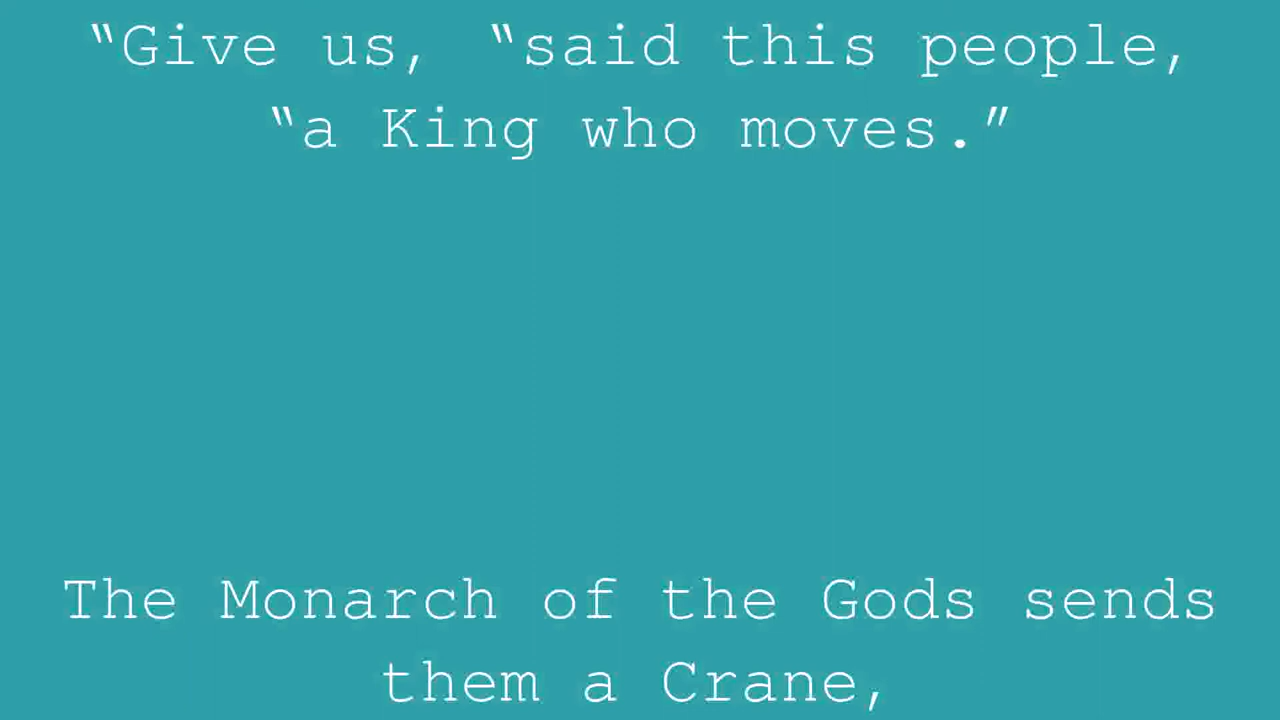 “Give us, “said this people,
“a King who moves.”
The Monarch of the Gods sends
them a Crane,